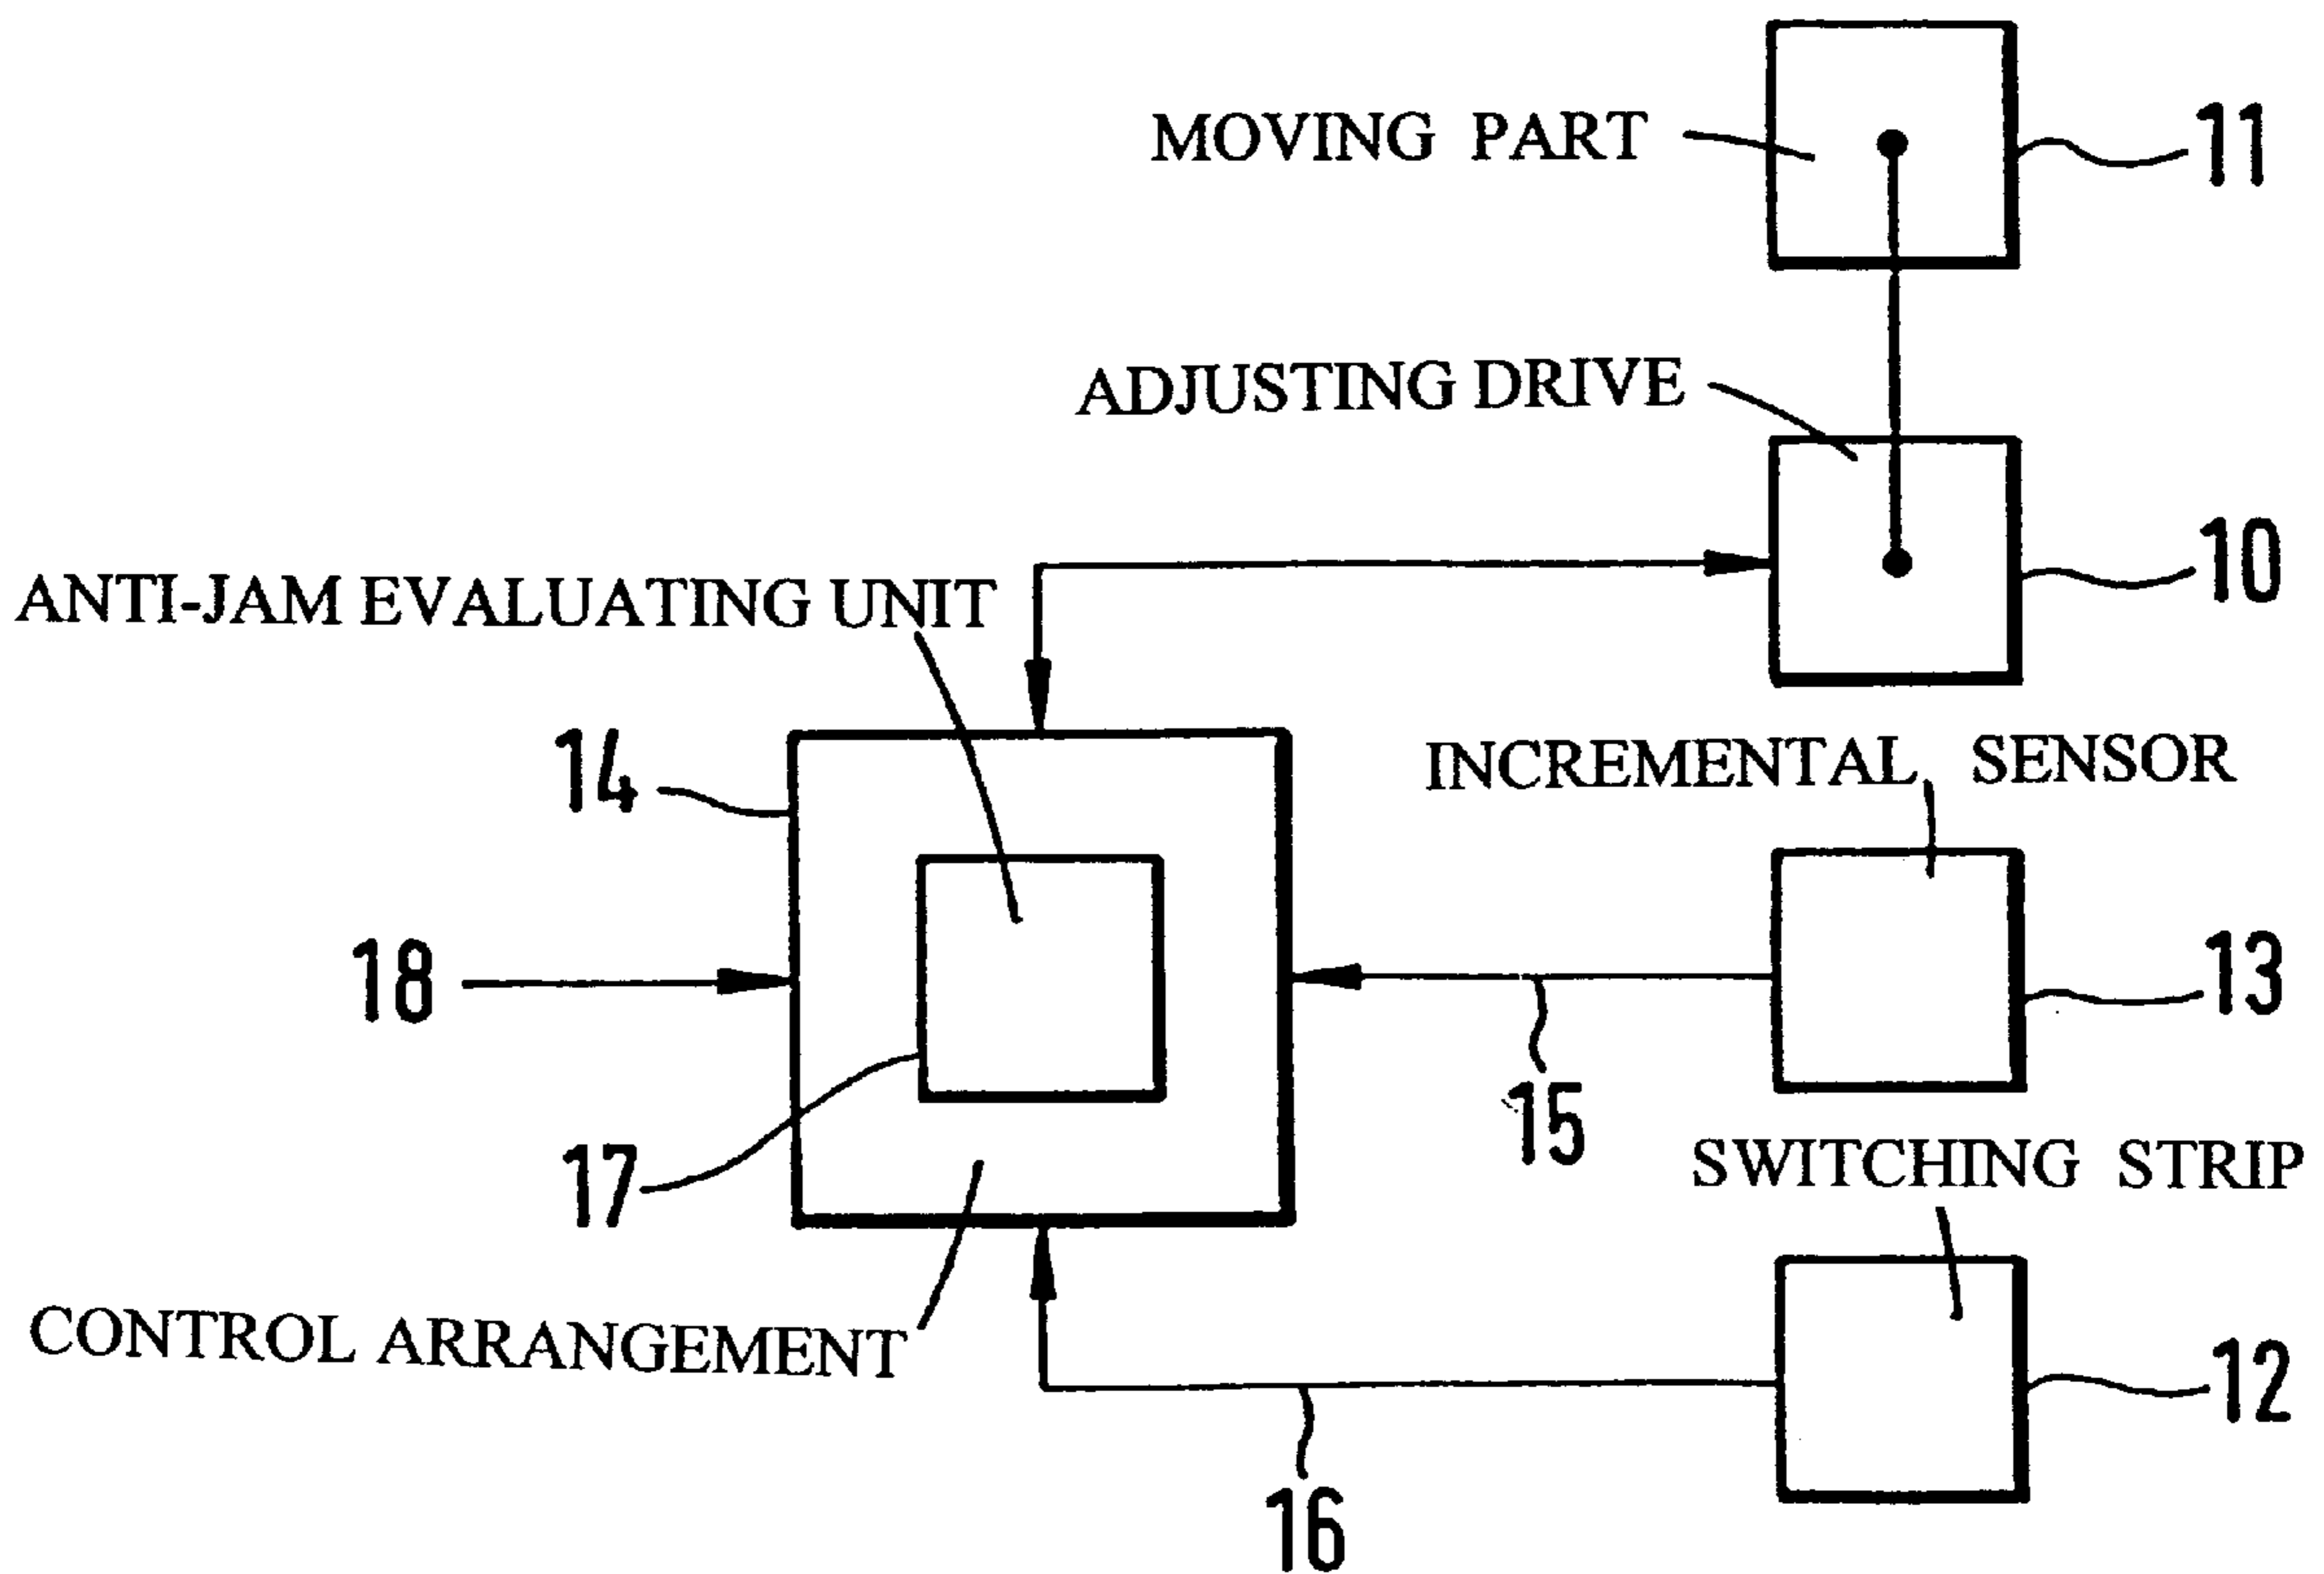 MOVING PART
11
ADJUSTING DRIVE
10
ANTI-JAM EVALUATING UNIT
14
INCREMENTAL SENSOR
18
13
15
17
SWITCHING STRIP
CONTROL ARRANGEMENT
12
16